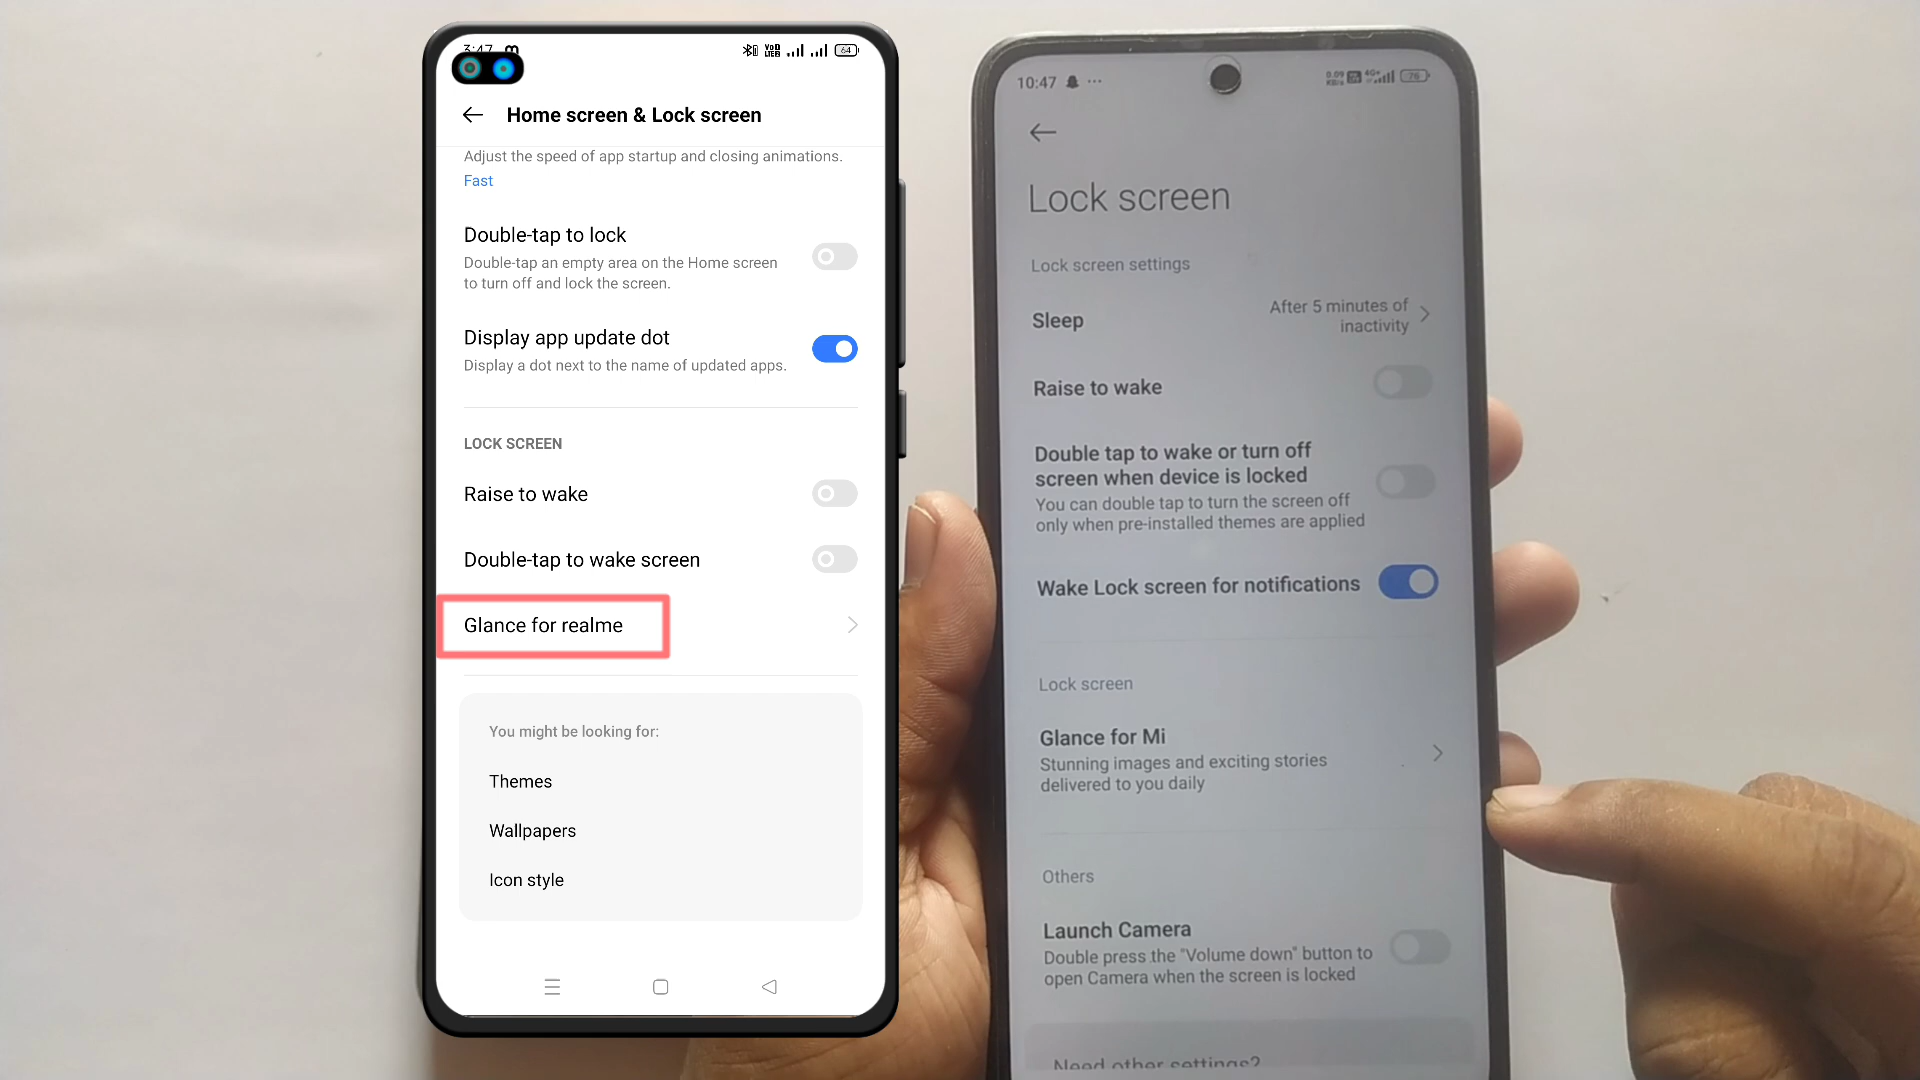 3:47
64
Home screen & Lock screen
Adjust the speed of app startup and closing animations.
Fast
Double-tap to lock
Double-tap an empty area on the Home screen
to turn off and lock the screen.
Display app update dot
Display a dot next to the name of updated apps.
LOCK SCREEN
Raise to wake
Double-tap to wake screen
Glance for realme
You might be looking for:
Themes
Wallpapers
Icon style
10:47
0.09
KB/s
4G+
76
Lock screen
Lock screen settings
Sleep
After 5 minutes of
inactivity
Raise to wake
Double tap to wake or turn off
screen when device is locked
You can double tap to turn the screen off
only when pre-installed themes are applied
Wake Lock screen for notifications
Lock screen
Glance for Mi
Stunning images and exciting stories
delivered to you daily
Others
Launch Camera
Double press the "Volume down" button to
open Camera when the screen is locked
Need other settings?